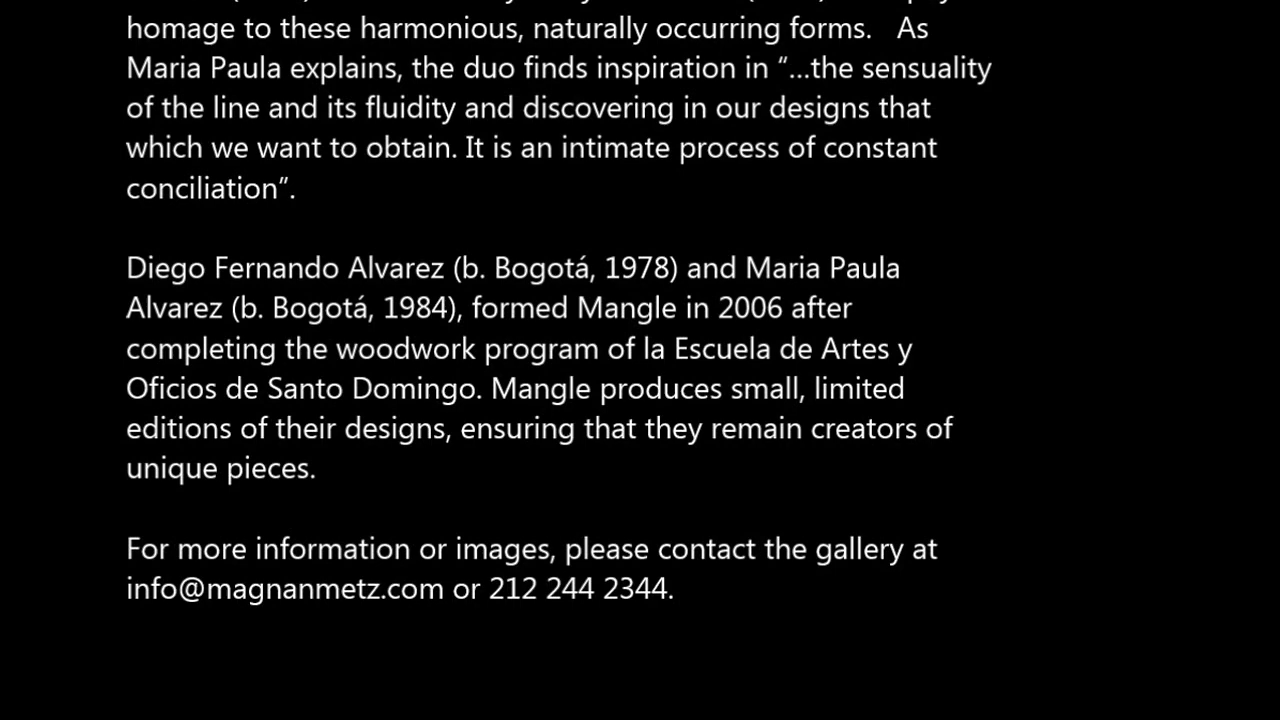 homage to these harmonious, naturally occurring forms.   As
Maria Paula explains, the duo finds inspiration in “…the sensuality
of the line and its fluidity and discovering in our designs that
which we want to obtain. It is an intimate process of constant
conciliation”.
Diego Fernando Alvarez (b. Bogotá, 1978) and Maria Paula
Alvarez (b. Bogotá, 1984), formed Mangle in 2006 after
completing the woodwork program of la Escuela de Artes y
Oficios de Santo Domingo. Mangle produces small, limited
editions of their designs, ensuring that they remain creators of
unique pieces.
For more information or images, please contact the gallery at
info@magnanmetz.com or 212 244 2344.